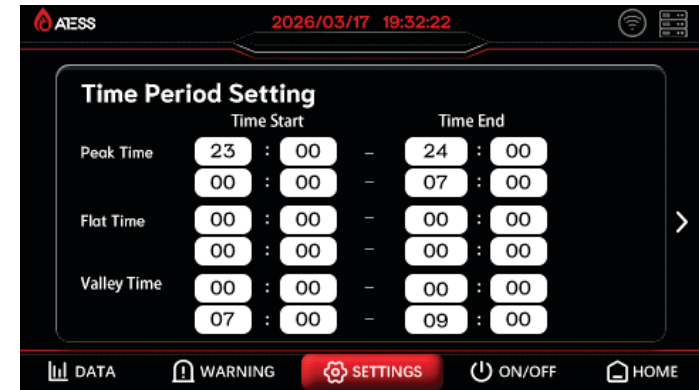 ATESS 2026/03/17 19:32:22
Time Period Setting
Time Start Time End
Peak Time 23 : 00 – 24 : 00
00 : 00 – 07 : 00
Flat Time 00 : 00 – 00 : 00
00 : 00 – 00 : 00
Valley Time 00 : 00 – 00 : 00
07 : 00 – 09 : 00
DATA WARNING SETTINGS ON/OFF HOME